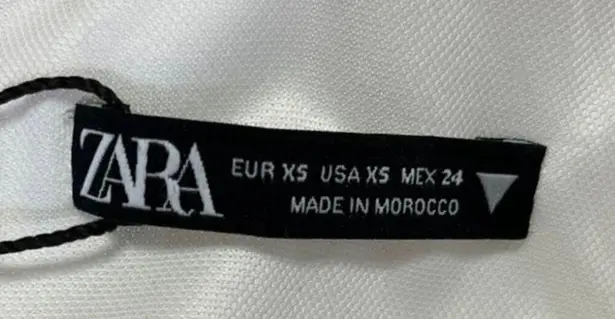 ZARA
EUR XS USA XS MEX 24
MADE IN MOROCCO